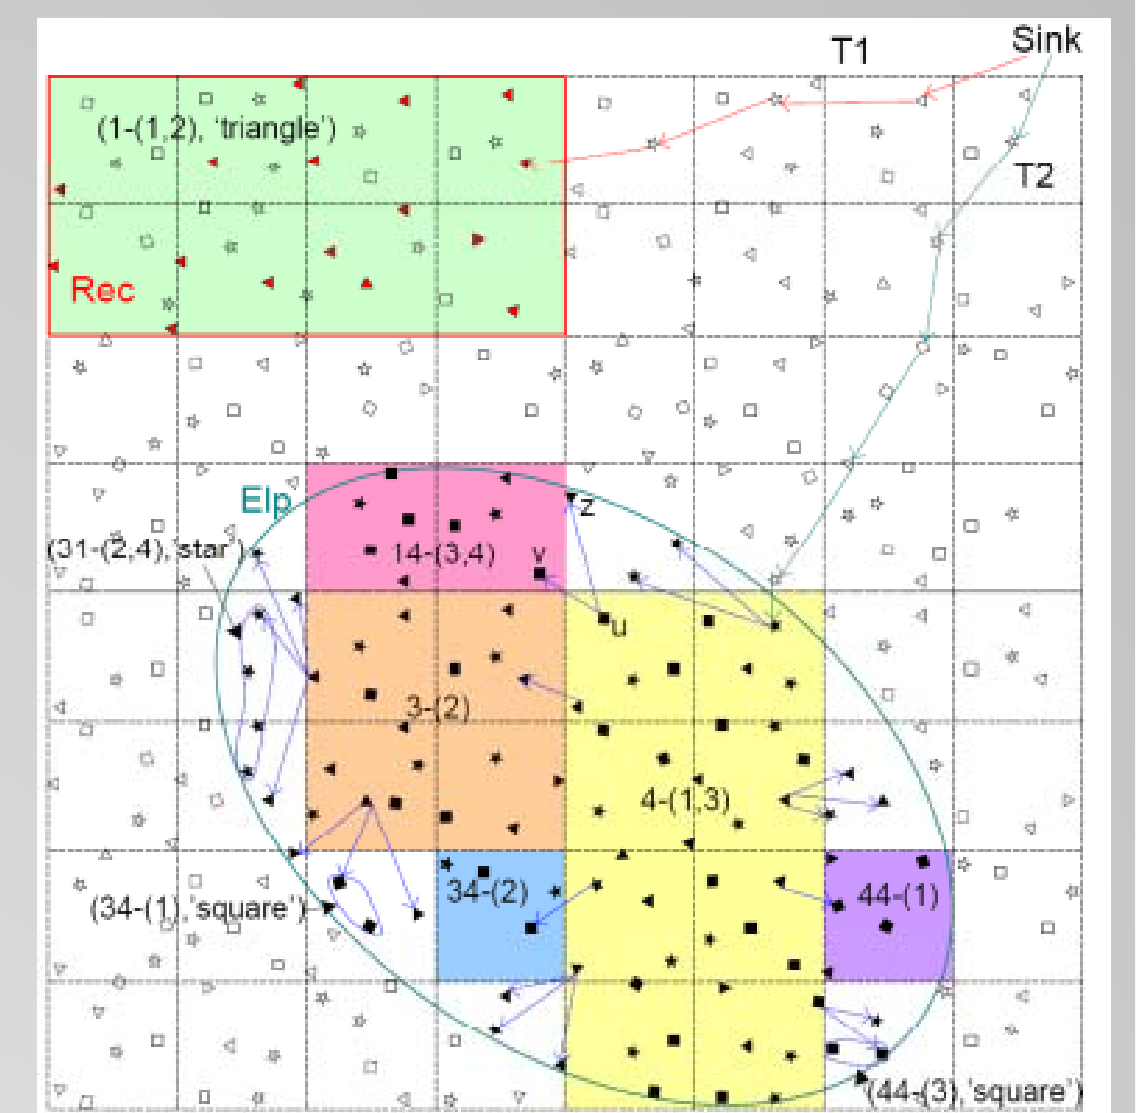 Sink
T1
(1-(1,2), ‘triangle’)
T2
Rec
Elp
z
(31-(2,4),‘star’)
14-(3,4)
v
u
3-(2)
4-(1,3)
34-(2)
44-(1)
(34-(1),‘square’)
(44-(3),‘square’)